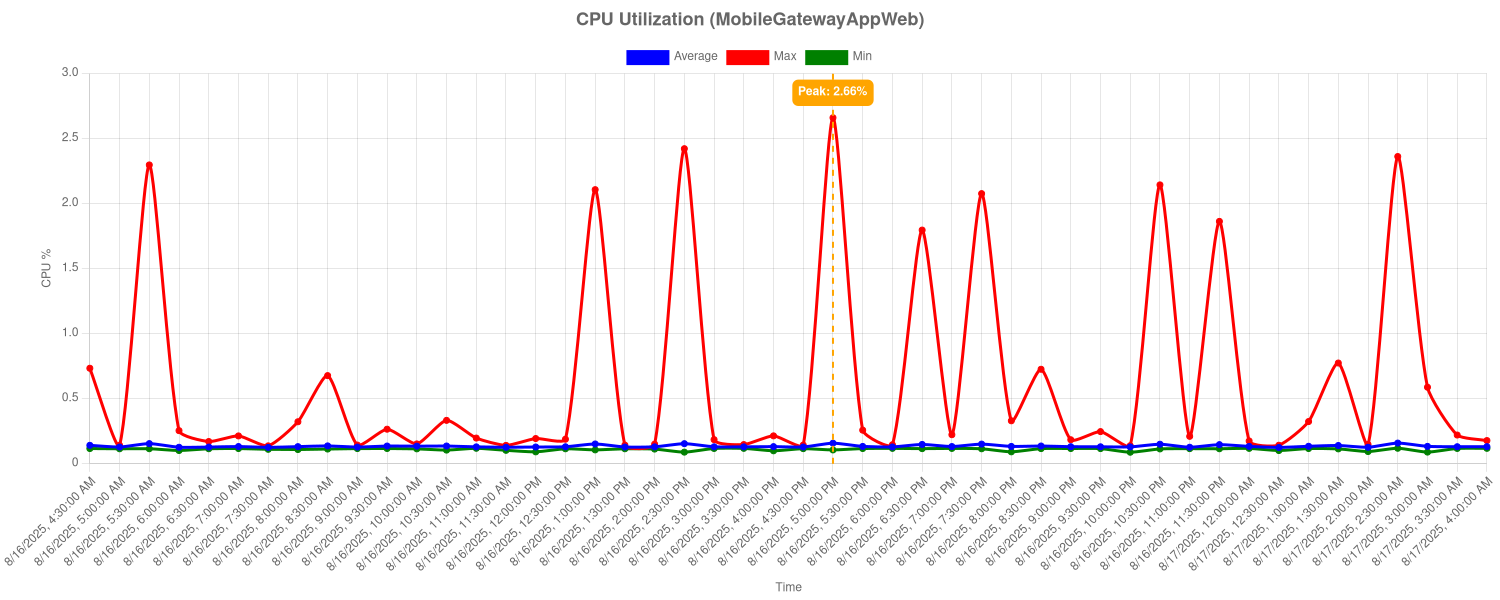 CPU Utilization (MobileGatewayAppWeb)
Average Max Min
3.0
Peak: 2.66%
2.5
2.0
1.5
CPU %
1.0
0.5
0
8/16/2025, 4:30:00 AM
8/16/2025, 5:00:00 AM
8/16/2025, 5:30:00 AM
8/16/2025, 6:00:00 AM
8/16/2025, 6:30:00 AM
8/16/2025, 7:00:00 AM
8/16/2025, 7:30:00 AM
8/16/2025, 8:00:00 AM
8/16/2025, 8:30:00 AM
8/16/2025, 9:00:00 AM
8/16/2025, 9:30:00 AM
8/16/2025, 10:00:00 AM
8/16/2025, 10:30:00 AM
8/16/2025, 11:00:00 AM
8/16/2025, 11:30:00 AM
8/16/2025, 12:00:00 PM
8/16/2025, 12:30:00 PM
8/16/2025, 1:00:00 PM
8/16/2025, 1:30:00 PM
8/16/2025, 2:00:00 PM
8/16/2025, 2:30:00 PM
8/16/2025, 3:00:00 PM
8/16/2025, 3:30:00 PM
8/16/2025, 4:00:00 PM
8/16/2025, 4:30:00 PM
8/16/2025, 5:00:00 PM
8/16/2025, 5:30:00 PM
8/16/2025, 6:00:00 PM
8/16/2025, 6:30:00 PM
8/16/2025, 7:00:00 PM
8/16/2025, 7:30:00 PM
8/16/2025, 8:00:00 PM
8/16/2025, 8:30:00 PM
8/16/2025, 9:00:00 PM
8/16/2025, 9:30:00 PM
8/16/2025, 10:00:00 PM
8/16/2025, 10:30:00 PM
8/16/2025, 11:00:00 PM
8/16/2025, 11:30:00 PM
8/17/2025, 12:00:00 AM
8/17/2025, 12:30:00 AM
8/17/2025, 1:00:00 AM
8/17/2025, 1:30:00 AM
8/17/2025, 2:00:00 AM
8/17/2025, 2:30:00 AM
8/17/2025, 3:00:00 AM
8/17/2025, 3:30:00 AM
8/17/2025, 4:00:00 AM
Time